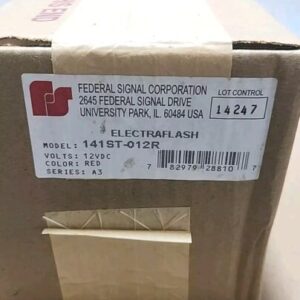 FEDERAL SIGNAL CORPORATION
2645 FEDERAL SIGNAL DRIVE
UNIVERSITY PARK, IL 60484 USA
LOT CONTROL
14247
ELECTRAFLASH
MODEL: 141ST-012R
VOLTS: 12VDC
COLOR: RED
SERIES: A3
7 82979 28810 7